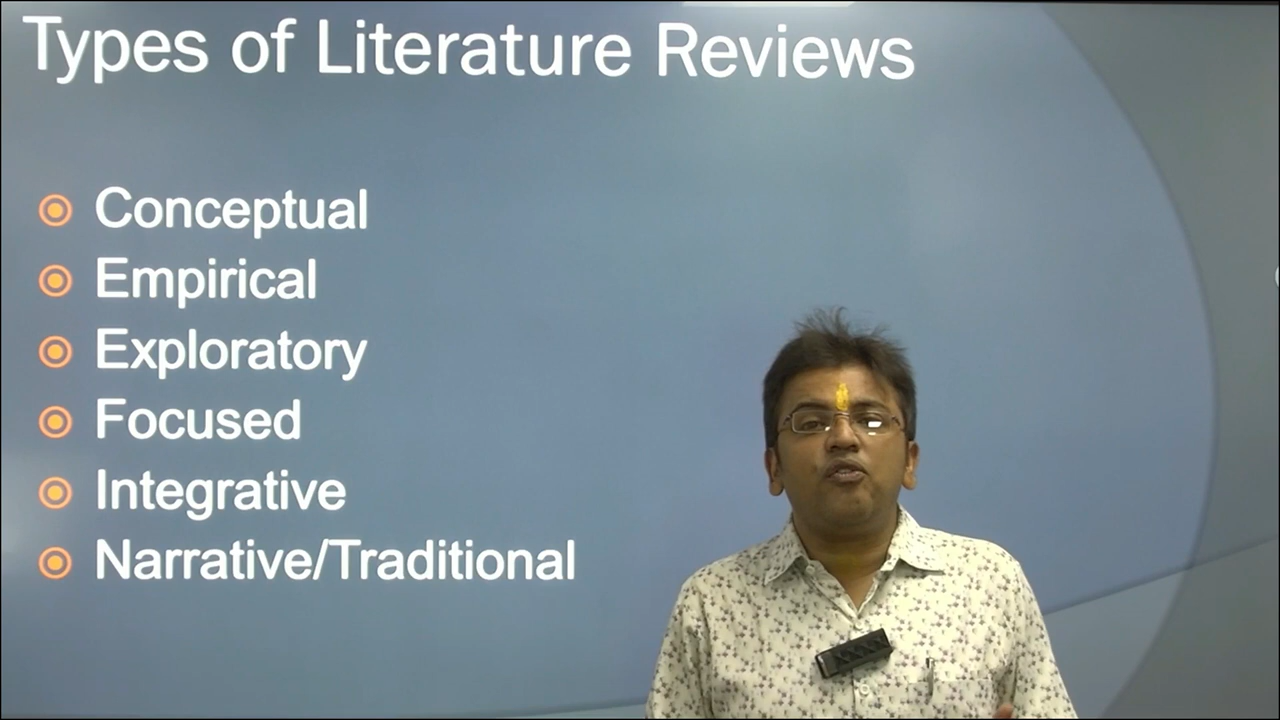 Types of Literature Reviews
Conceptual
Empirical
Exploratory
Focused
Integrative
Narrative/Traditional